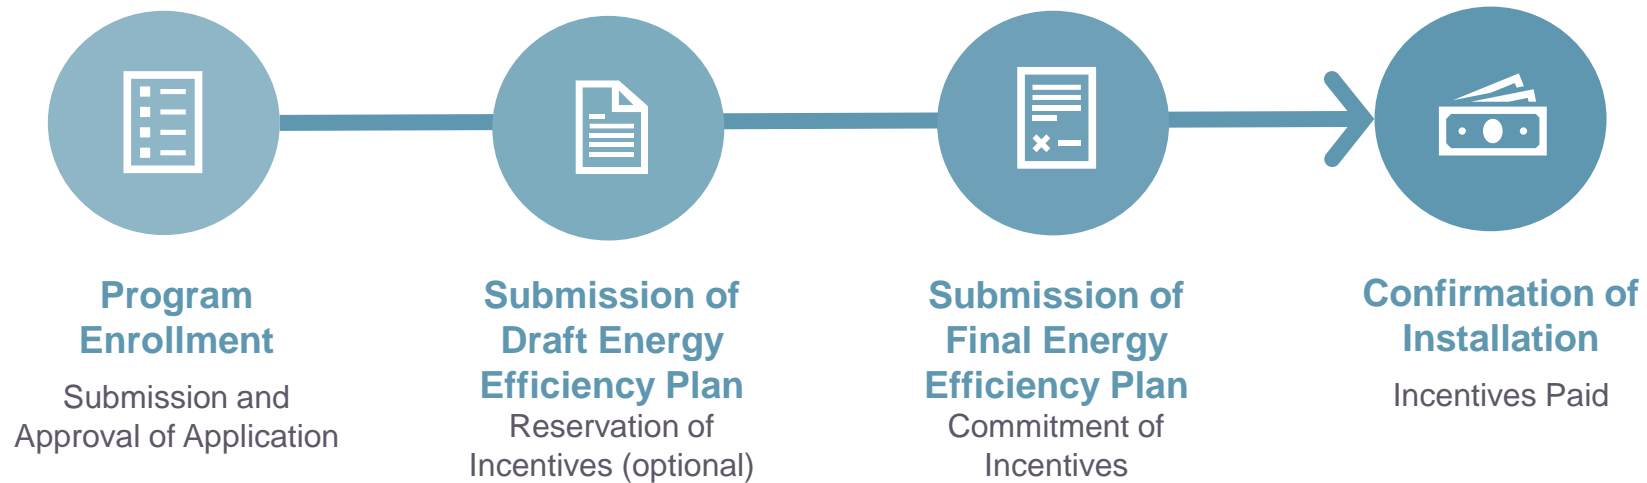 Program
Enrollment
Submission and
Approval of Application
Submission of
Draft Energy
Efficiency Plan
Reservation of
Incentives (optional)
Submission of
Final Energy
Efficiency Plan
Commitment of
Incentives
Confirmation of
Installation
Incentives Paid